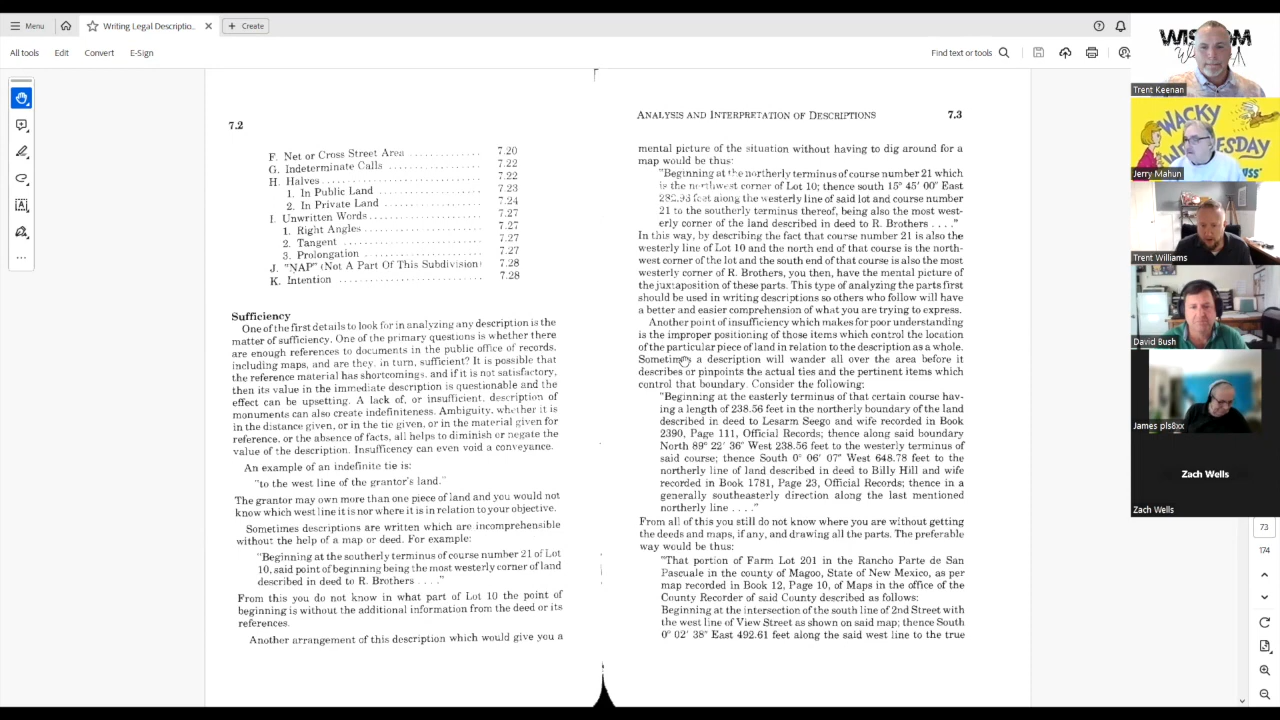 Menu
Writing Legal Descriptio...
Create
All tools
Edit
Convert
E-Sign
Find text or tools
7.2
F. Net or Cross Street Area . . . . . . . . . . . . 7.20
G. Indeterminate Calls . . . . . . . . . . . . . . 7.22
H. Halves . . . . . . . . . . . . . . . . . . . . . 7.22
1. In Public Land . . . . . . . . . . . . . . . . . 7.23
2. In Private Land . . . . . . . . . . . . . . . . 7.24
I. Unwritten Words . . . . . . . . . . . . . . . . 7.27
1. Right Angles . . . . . . . . . . . . . . . . . . 7.27
2. Tangent . . . . . . . . . . . . . . . . . . . . 7.27
3. Prolongation . . . . . . . . . . . . . . . . . . 7.27
J. "NAP" (Not A Part Of This Subdivision) 7.28
K. Intention . . . . . . . . . . . . . . . . . . . 7.28
Sufficiency
One of the first details to look for in analyzing any description is the
matter of sufficiency. One of the primary questions is whether there
are enough references to documents in the public office of records,
including maps, and are they, in turn, sufficient? It is possible that
the reference material has shortcomings, and if it is not satisfactory,
then its value in the immediate description is questionable and the
effect can be upsetting. A lack of, or insufficient, description of
monuments can also create indefiniteness. Ambiguity, whether it is
in the distance given, or in the tie given, or in the material given for
reference, or the absence of facts, all helps to diminish or negate the
value of the description. Insufficency can even void a conveyance.
An example of an indefinite tie is:
"to the west line of the grantor's land."
The grantor may own more than one piece of land and you would not
know which west line it is nor where it is in relation to your objective.
Sometimes descriptions are written which are incomprehensible
without the help of a map or deed. For example:
"Beginning at the southerly terminus of course number 21 of Lot
10, said point of beginning being the most westerly corner of land
described in deed to R. Brothers . . . ."
From this you do not know in what part of Lot 10 the point of
beginning is without the additional information from the deed or its
references.
Another arrangement of this description which would give you a
ANALYSIS AND INTERPRETATION OF DESCRIPTIONS 7.3
mental picture of the situation without having to dig around for a
map would be thus:
"Beginning at the northerly terminus of course number 21 which
is the northwest corner of Lot 10; thence south 15° 45' 00" East
282.93 feet along the westerly line of said lot and course number
21 to the southerly terminus thereof, being also the most west-
erly corner of the land described in deed to R. Brothers . . . ."
In this way, by describing the fact that course number 21 is also the
westerly line of Lot 10 and the north end of that course is the north-
west corner of the lot and the south end of that course is also the most
westerly corner of R. Brothers, you then, have the mental picture of
the juxtaposition of these parts. This type of analyzing the parts first
should be used in writing descriptions so others who follow will have
a better and easier comprehension of what you are trying to express.
Another point of insufficiency which makes for poor understanding
is the improper positioning of those items which control the location
of the particular piece of land in relation to the description as a whole.
Sometimes a description will wander all over the area before it
describes or pinpoints the actual ties and the pertinent items which
control that boundary. Consider the following:
"Beginning at the easterly terminus of that certain course hav-
ing a length of 238.56 feet in the northerly boundary of the land
described in deed to Lesarm Seego and wife recorded in Book
2390, Page 111, Official Records; thence along said boundary
North 89° 22' 36" West 238.56 feet to the westerly terminus of
said course; thence South 0° 06' 07" West 648.78 feet to the
northerly line of land described in deed to Billy Hill and wife
recorded in Book 1781, Page 23, Official Records; thence in a
generally southeasterly direction along the last mentioned
northerly line . . . ."
From all of this you still do not know where you are without getting
the deeds and maps, if any, and drawing all the parts. The preferable
way would be thus:
"That portion of Farm Lot 201 in the Rancho Parte de San
Pascuale in the county of Magoo, State of New Mexico, as per
map recorded in Book 12, Page 10, of Maps in the office of the
County Recorder of said County described as follows:
Beginning at the intersection of the south line of 2nd Street with
the west line of View Street as shown on said map; thence South
0° 02' 38" East 492.61 feet along the said west line to the true
Trent Keenan
WACKY
Jerry Mahun
Trent Williams
David Bush
James pls8xx
Zach Wells
Zach Wells
73
174